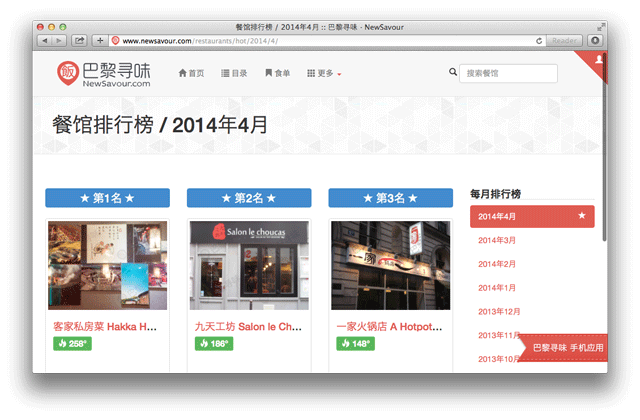 餐馆排行榜 / 2014年4月 :: 巴黎寻味 · NewSavour
www.newsavour.com/restaurants/hot/2014/4/
Reader
飯 巴黎寻味
NewSavour.com
首页 目录 食单 更多
搜索餐馆
餐馆排行榜 / 2014年4月
★ 第1名 ★
★ 第2名 ★
★ 第3名 ★
每月排行榜
2014年4月 ★
2014年3月
2014年2月
2014年1月
2013年12月
2013年11月
2013年10月
Salon le choucas
客家私房菜 Hakka H...
258°
九天工坊 Salon le Ch...
186°
一家火锅店 A Hotpot...
148°
巴黎寻味 手机应用